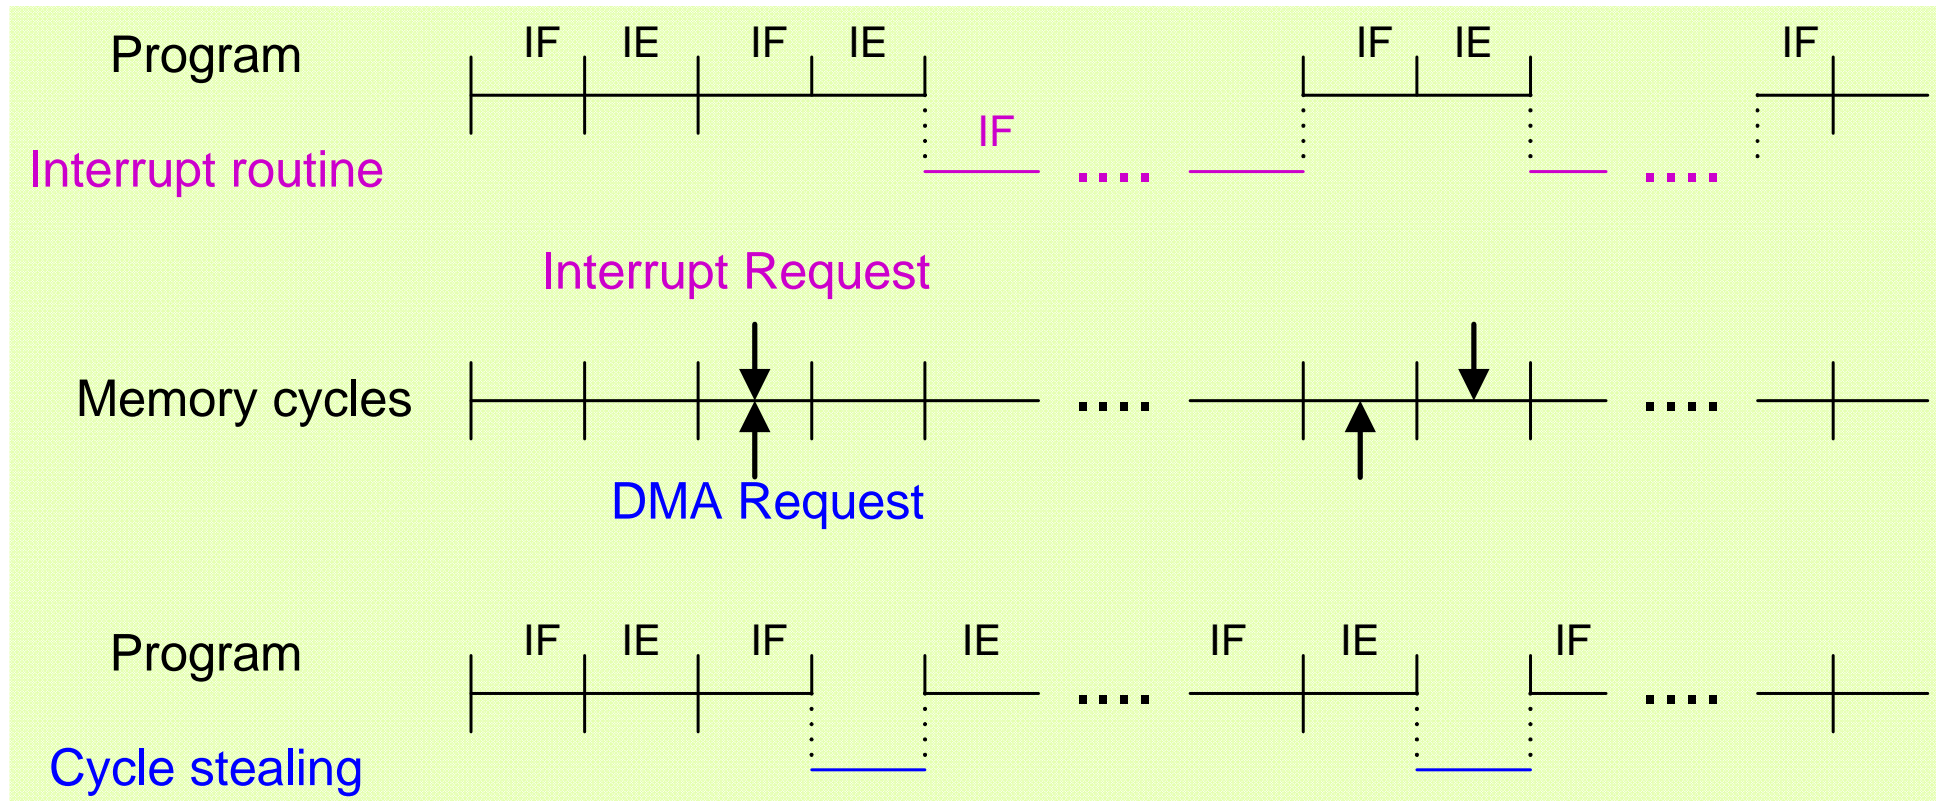 IF IE IF IE IF IE IF
Program
IF
Interrupt routine
Interrupt Request
Memory cycles
DMA Request
IF IE IF IE IF IE IF
Program
Cycle stealing